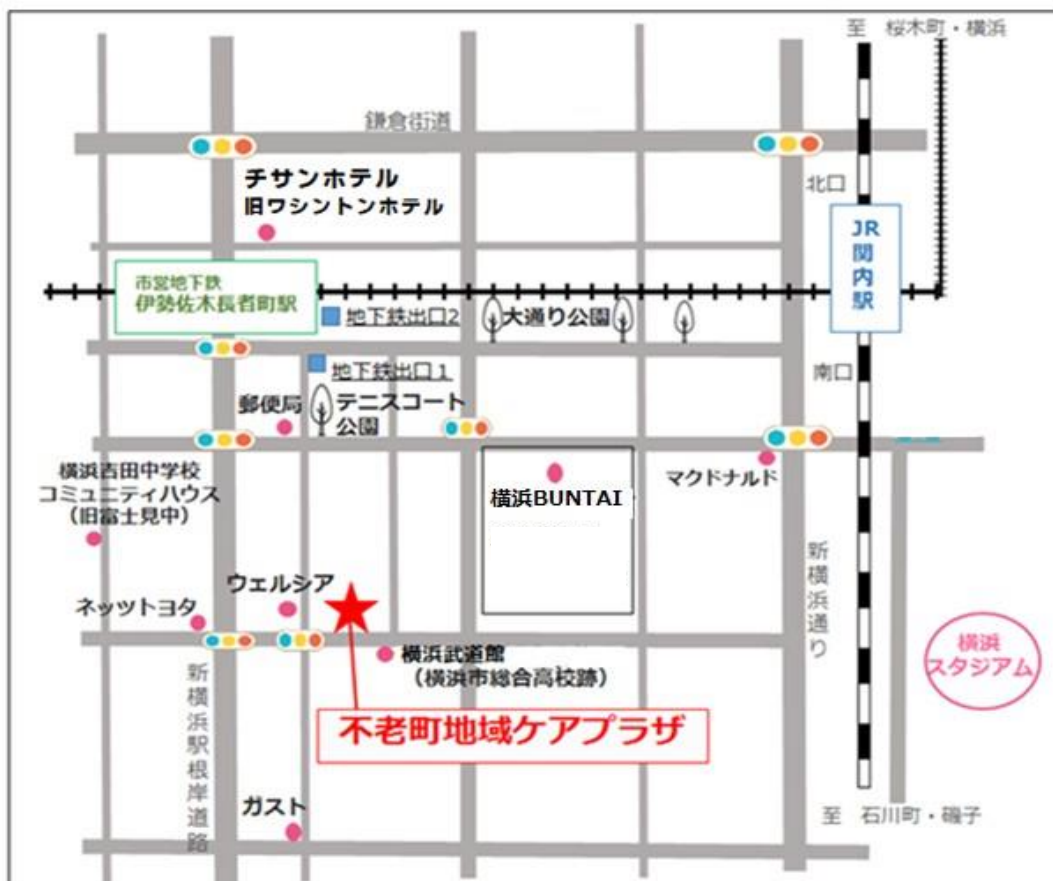 至 桜木町・横浜
鎌倉街道
チサンホテル
旧ワシントンホテル
北口
JR
関
内
駅
市営地下鉄
伊勢佐木長者町駅
地下鉄出口2
大通り公園
地下鉄出口1
南口
郵便局
テニスコート
公園
横浜吉田中学校
コミュニティハウス
(旧富士見中)
横浜BUNTAI
マクドナルド
新横浜通り
ウェルシア
ネッツトヨタ
横浜武道館
(横浜市総合高校跡)
横浜
スタジアム
新横浜駅根岸道路
不老町地域ケアプラザ
ガスト
至 石川町・磯子